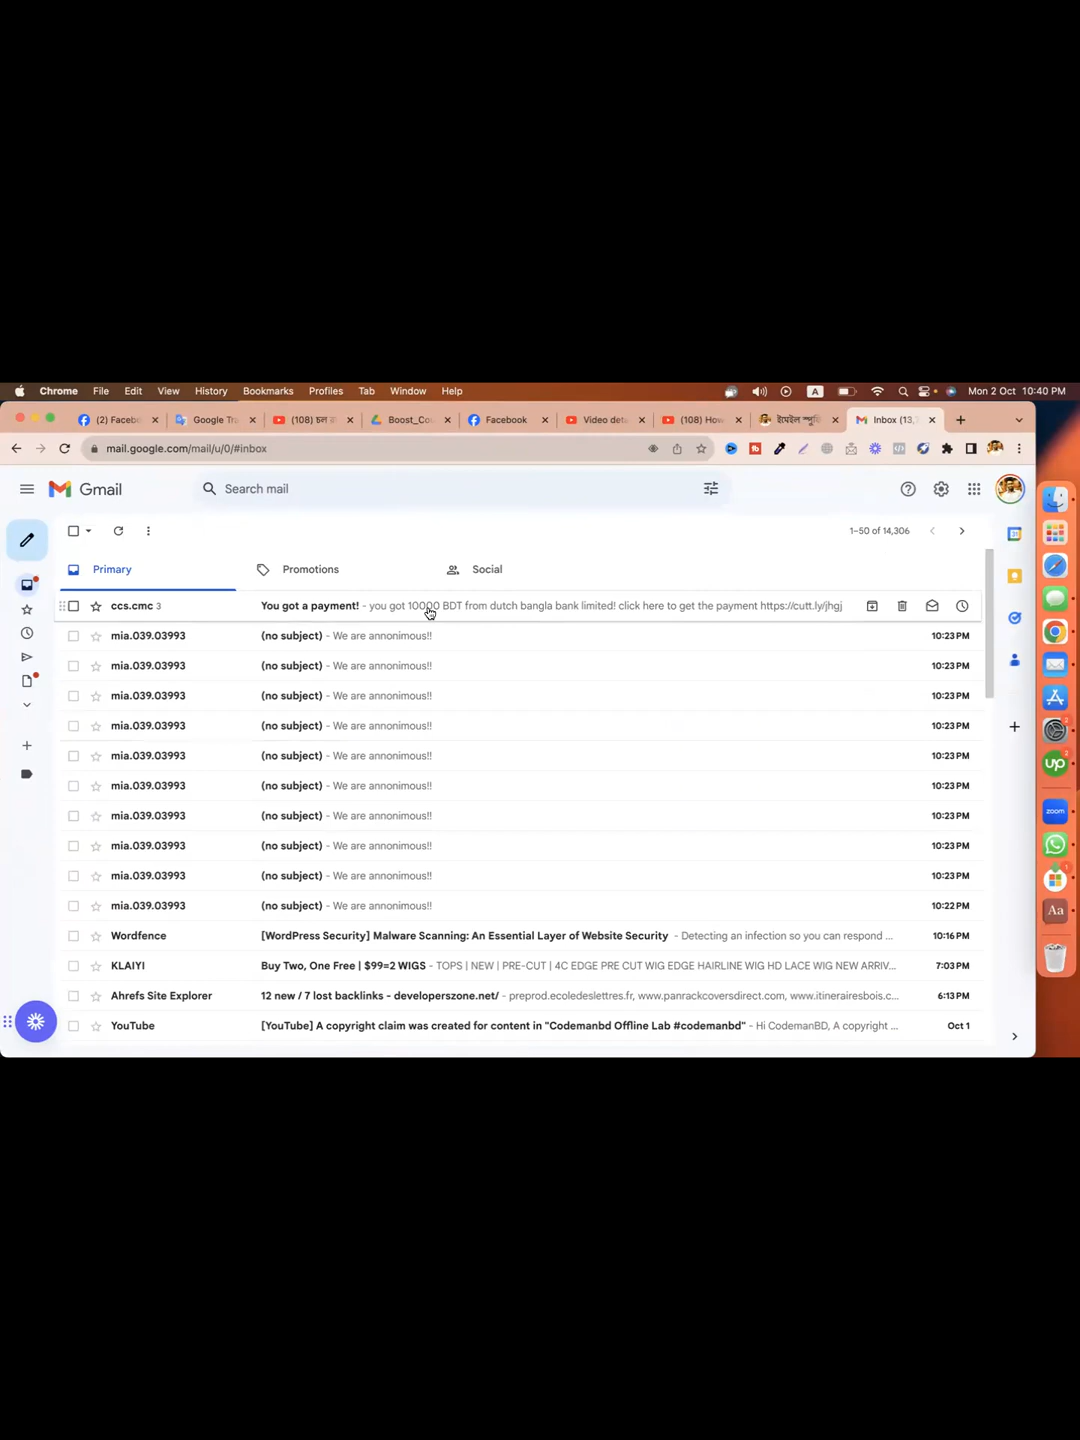 Chrome File Edit View History Bookmarks Profiles Tab Window Help A Mon 2 Oct 10:40 PM
(2) Faceb Google Tra (108) চল Boost_Co Facebook Video deta (108) How ইমেইল স্পুফি Inbox (13,
mail.google.com/mail/u/0/#inbox
Gmail Search mail
1–50 of 14,306
Primary Promotions Social
ccs.cmc 3 You got a payment! - you got 10000 BDT from dutch bangla bank limited! click here to get the payment https://cutt.ly/jhgj
mia.039.03993 (no subject) - We are annonimous!! 10:23 PM
mia.039.03993 (no subject) - We are annonimous!! 10:23 PM
mia.039.03993 (no subject) - We are annonimous!! 10:23 PM
mia.039.03993 (no subject) - We are annonimous!! 10:23 PM
mia.039.03993 (no subject) - We are annonimous!! 10:23 PM
mia.039.03993 (no subject) - We are annonimous!! 10:23 PM
mia.039.03993 (no subject) - We are annonimous!! 10:23 PM
mia.039.03993 (no subject) - We are annonimous!! 10:23 PM
mia.039.03993 (no subject) - We are annonimous!! 10:23 PM
mia.039.03993 (no subject) - We are annonimous!! 10:22 PM
Wordfence [WordPress Security] Malware Scanning: An Essential Layer of Website Security - Detecting an infection so you can respond ... 10:16 PM
KLAIYI Buy Two, One Free | $99=2 WIGS - TOPS | NEW | PRE-CUT | 4C EDGE PRE CUT WIG EDGE HAIRLINE WIG HD LACE WIG NEW ARRIV... 7:03 PM
Ahrefs Site Explorer 12 new / 7 lost backlinks - developerszone.net/ - preprod.ecoledeslettres.fr, www.panrackcoversdirect.com, www.itinerairesbois.c... 6:13 PM
YouTube [YouTube] A copyright claim was created for content in "Codemanbd Offline Lab #codemanbd" - Hi CodemanBD, A copyright ... Oct 1
up
zoom
Aa